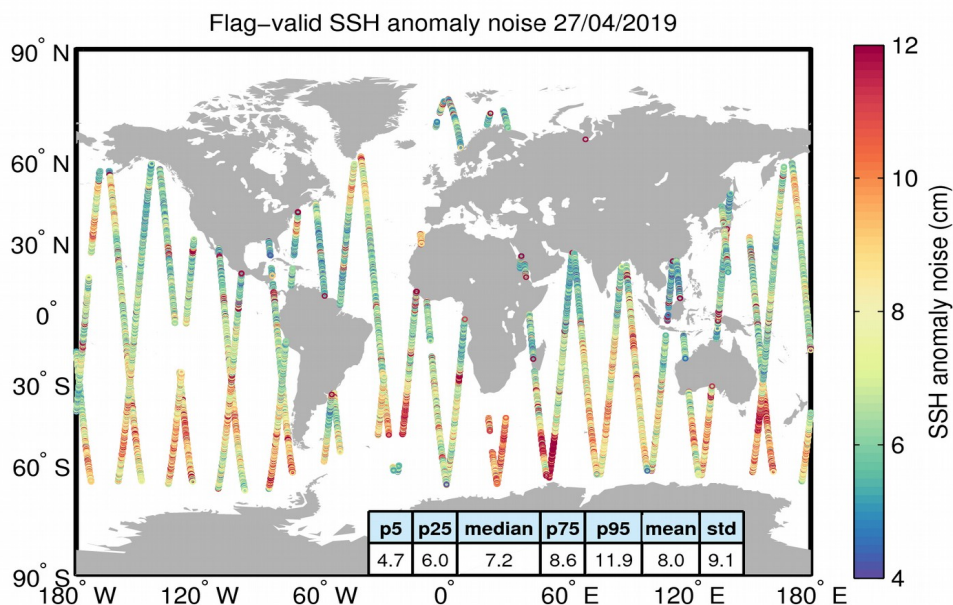 Flag−valid SSH anomaly noise 27/04/2019
90° N
60° N
30° N
0°
30° S
60° S
90° S
180° W
120° W
60° W
0°
60° E
120° E
180° E
p5 p25 median p75 p95 mean std
4.7 6.0 7.2 8.6 11.9 8.0 9.1
12
10
8
6
4
SSH anomaly noise (cm)